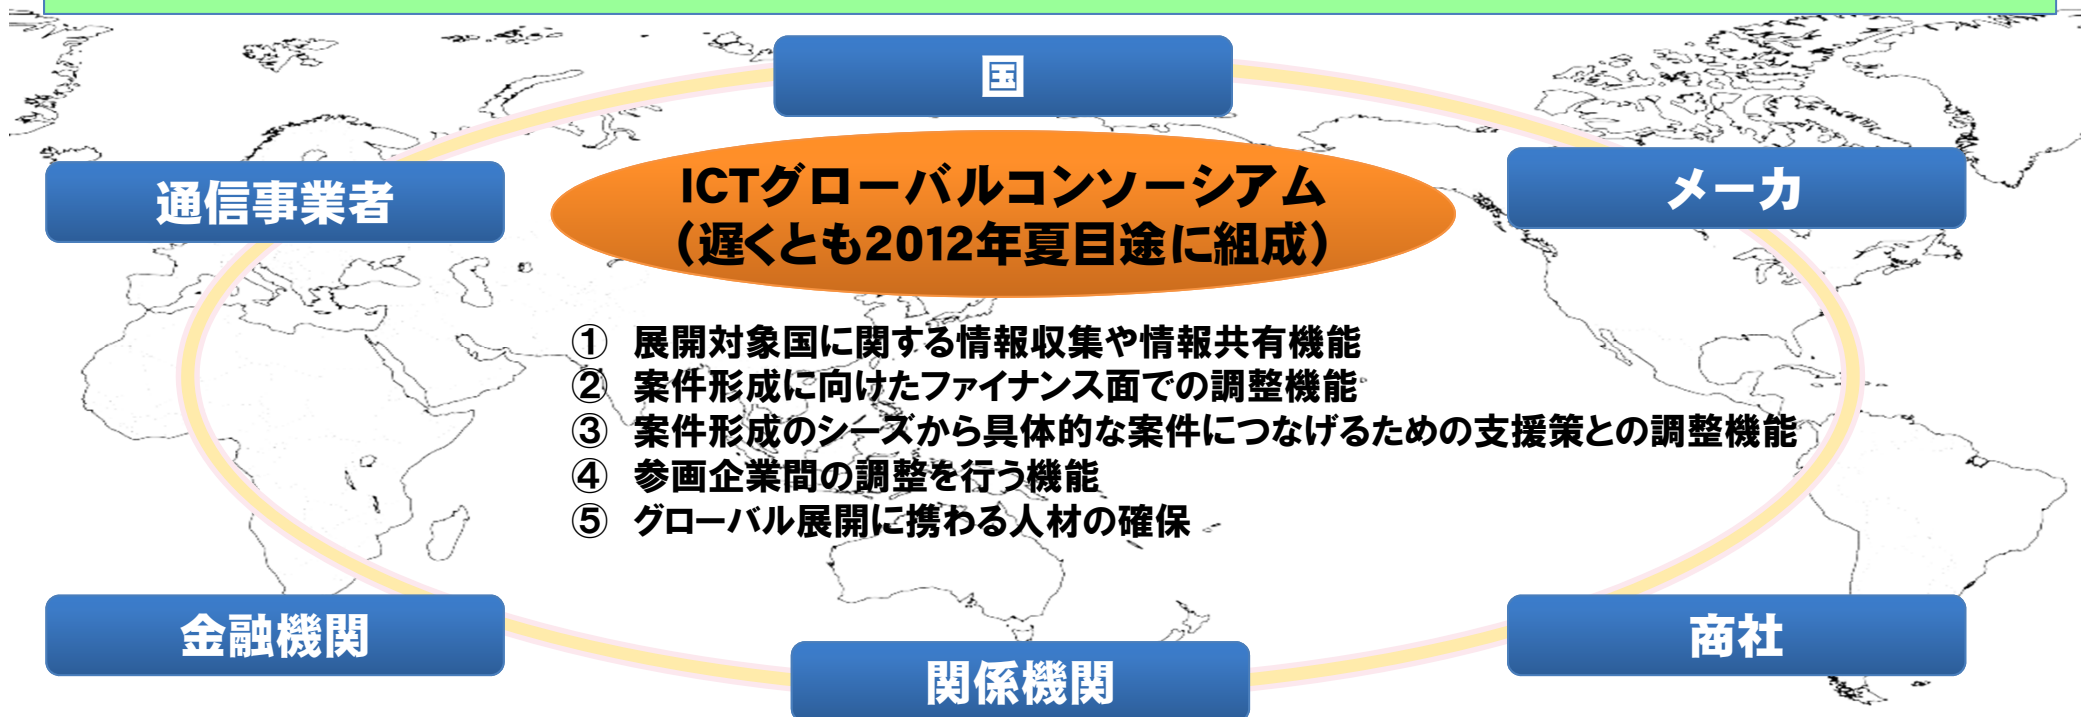 国
通信事業者
ICTグローバルコンソーシアム
(遅くとも2012年夏目途に組成)
メーカ
① 展開対象国に関する情報収集や情報共有機能
② 案件形成に向けたファイナンス面での調整機能
③ 案件形成のシーズから具体的な案件につなげるための支援策との調整機能
④ 参画企業間の調整を行う機能
⑤ グローバル展開に携わる人材の確保
金融機関
関係機関
商社